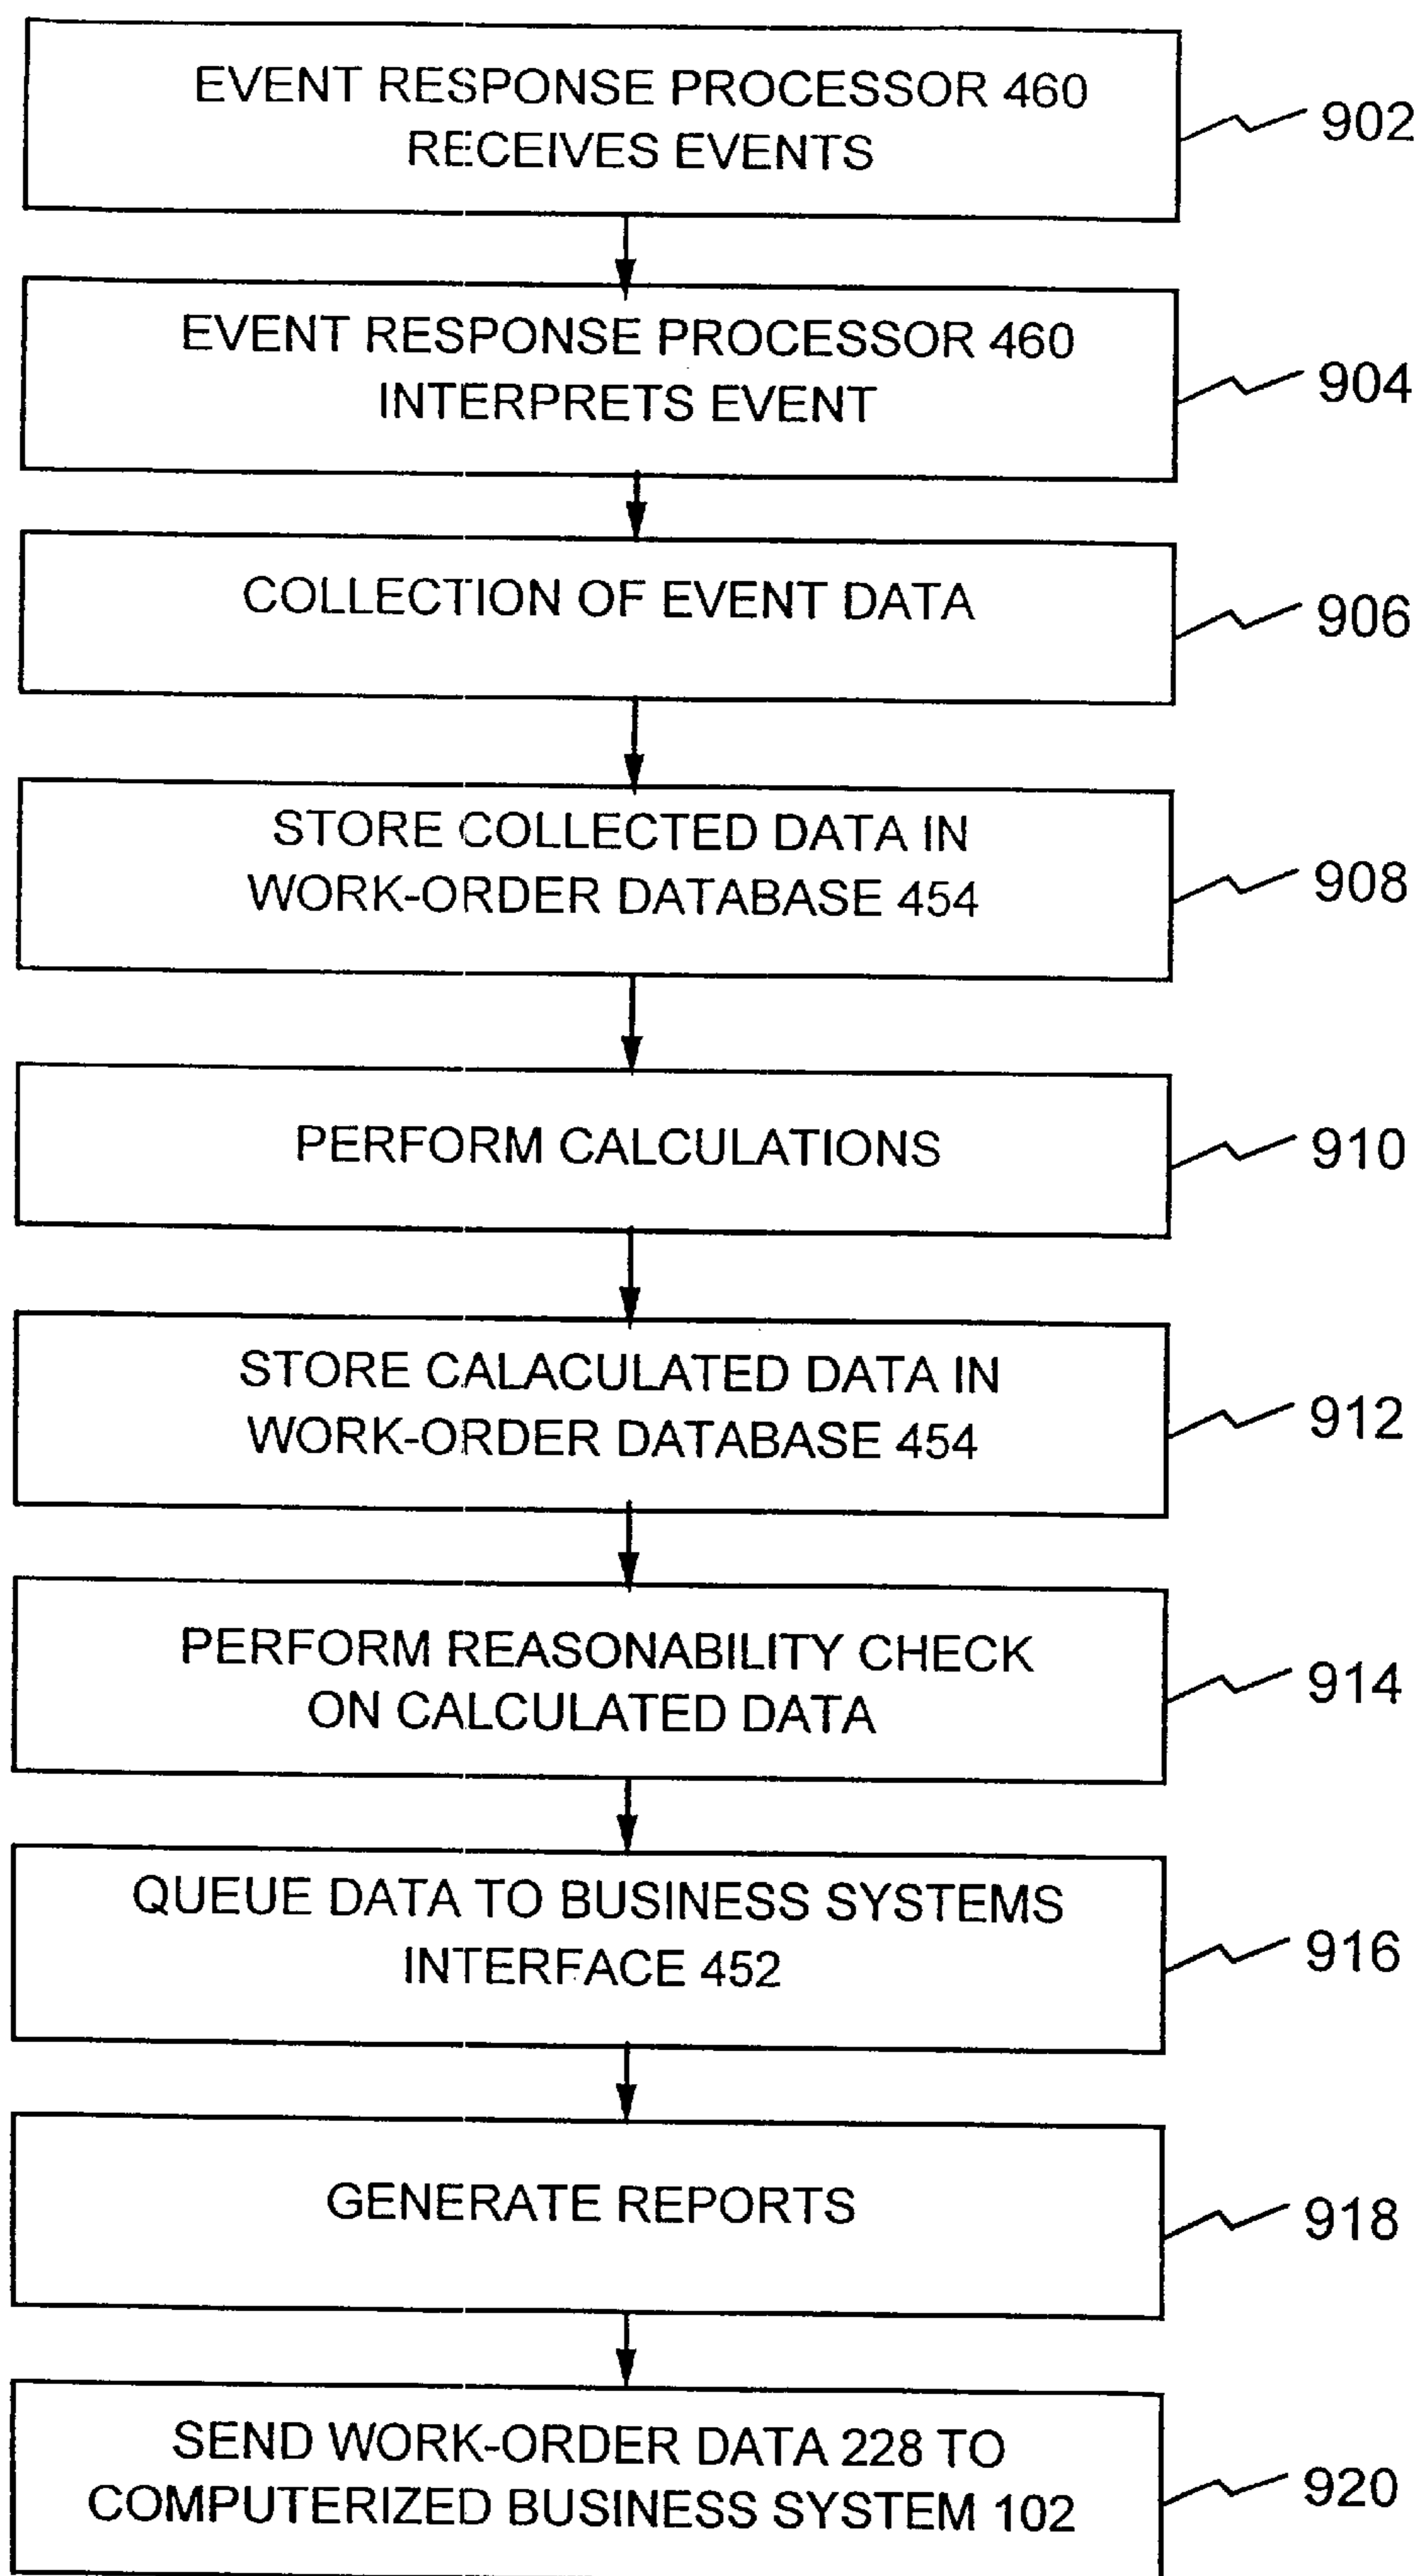 EVENT RESPONSE PROCESSOR 460
RECEIVES EVENTS
902
EVENT RESPONSE PROCESSOR 460
INTERPRETS EVENT
904
COLLECTION OF EVENT DATA
906
STORE COLLECTED DATA IN
WORK-ORDER DATABASE 454
908
PERFORM CALCULATIONS
910
STORE CALACULATED DATA IN
WORK-ORDER DATABASE 454
912
PERFORM REASONABILITY CHECK
ON CALCULATED DATA
914
QUEUE DATA TO BUSINESS SYSTEMS
INTERFACE 452
916
GENERATE REPORTS
918
SEND WORK-ORDER DATA 228 TO
COMPUTERIZED BUSINESS SYSTEM 102
920